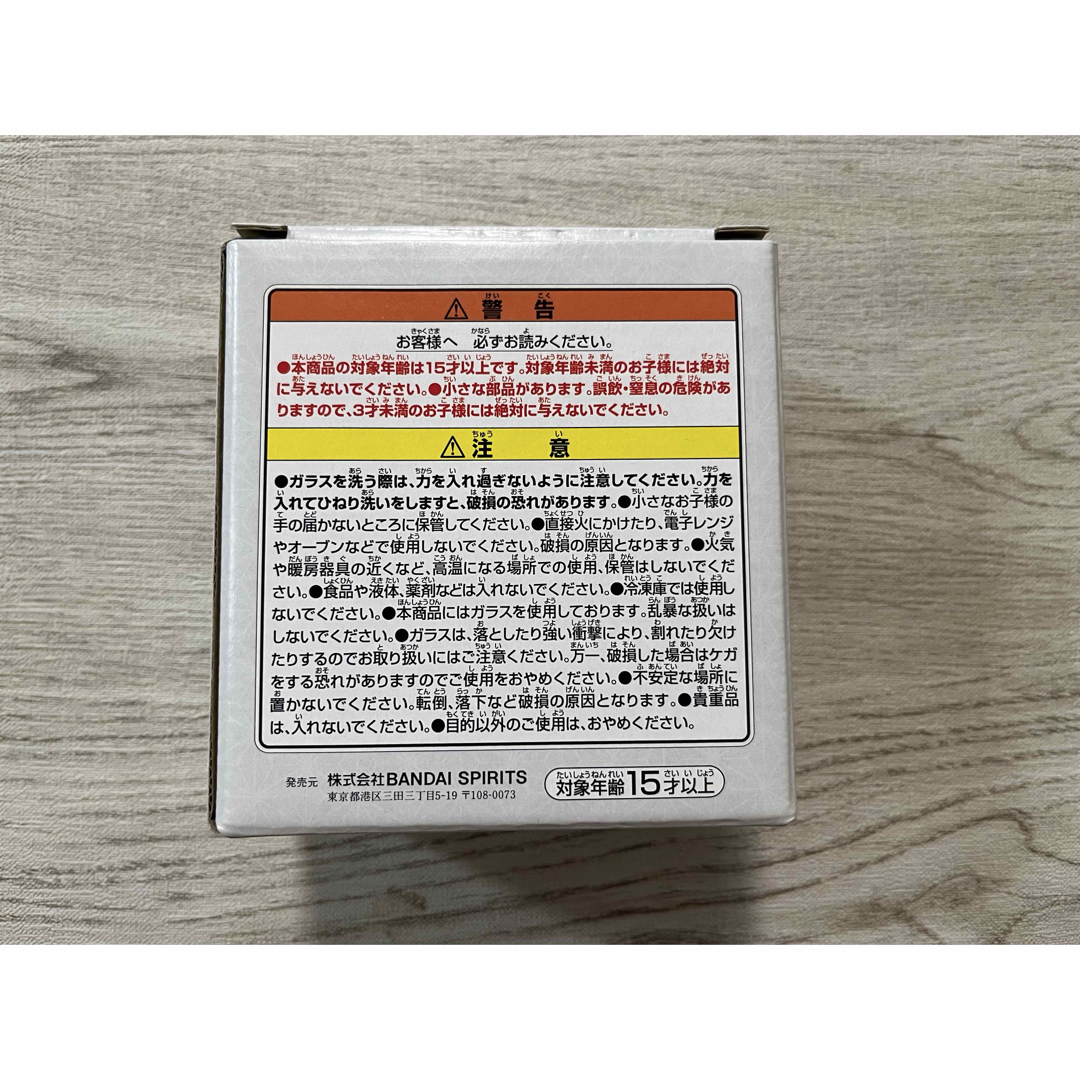 ⚠ 警告
お客様へ 必ずお読みください。
●本商品の対象年齢は15才以上です。対象年齢未満のお子様には絶対
に与えないでください。●小さな部品があります。誤飲・窒息の危険があ
りますので、3才未満のお子様には絶対に与えないでください。
⚠ 注意
●ガラスを洗う際は、力を入れ過ぎないように注意してください。力を
入れてひねり洗いをしますと、破損の恐れがあります。●小さなお子様の
手の届かないところに保管してください。●直接火にかけたり、電子レンジ
やオーブンなどで使用しないでください。破損の原因となります。●火気
や暖房器具の近くなど、高温になる場所での使用、保管はしないでくだ
さい。●食品や液体、薬剤などは入れないでください。●冷凍庫では使用し
ないでください。●本商品にはガラスを使用しております。乱暴な扱いは
しないでください。●ガラスは、落としたり強い衝撃により、割れたり欠け
たりするのでお取り扱いにはご注意ください。万一、破損した場合はケガ
をする恐れがありますのでご使用をおやめください。●不安定な場所に
置かないでください。転倒、落下など破損の原因となります。●貴重品
は、入れないでください。●目的以外のご使用は、おやめください。
発売元 株式会社BANDAI SPIRITS
東京都港区三田三丁目5-19 〒108-0073
対象年齢15才以上